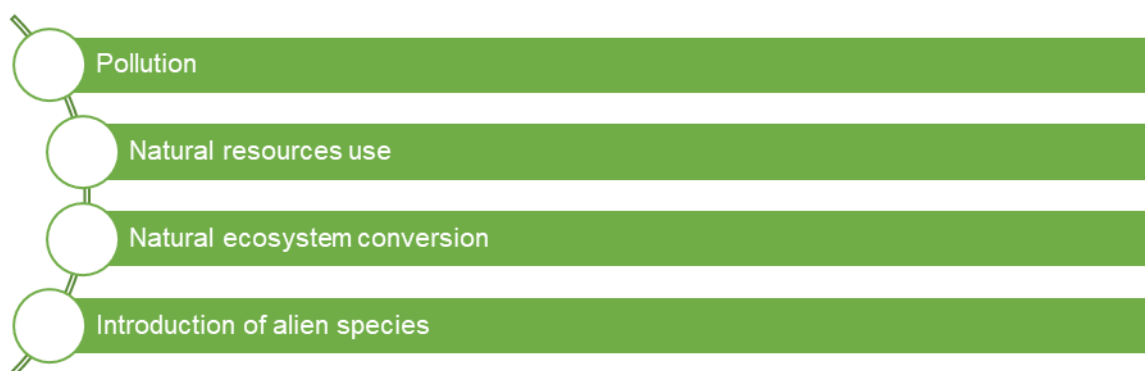 Pollution
Natural resources use
Natural ecosystem conversion
Introduction of alien species